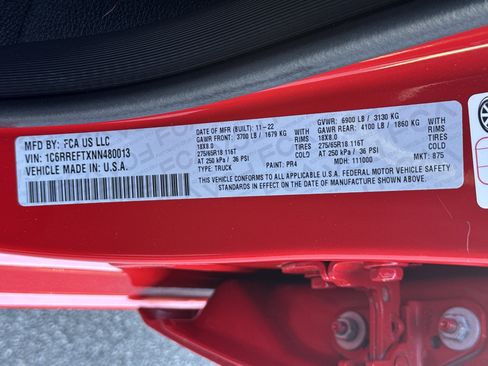 MFD BY: FCA US LLC
VIN: 1C6RREFTXNN480013
VEHICLE MADE IN: U.S.A.
DATE OF MFR (BUILT): 11-22
GAWR FRONT: 3700 LB / 1679 KG WITH
18X8.0 TIRES
275/65R18 116T RIMS
AT 250 kPa / 36 PSI COLD
TYPE: TRUCK PAINT: PR4
GVWR: 6900 LB / 3130 KG
GAWR REAR: 4100 LB / 1860 KG WITH
18X8.0 TIRES
275/65R18 116T RIMS
AT 250 kPa / 36 PSI COLD
MDH: 111000 MKT: 875
THIS VEHICLE CONFORMS TO ALL APPLICABLE U.S.A. FEDERAL MOTOR VEHICLE SAFETY
STANDARDS IN EFFECT ON THE DATE OF MANUFACTURE SHOWN ABOVE.